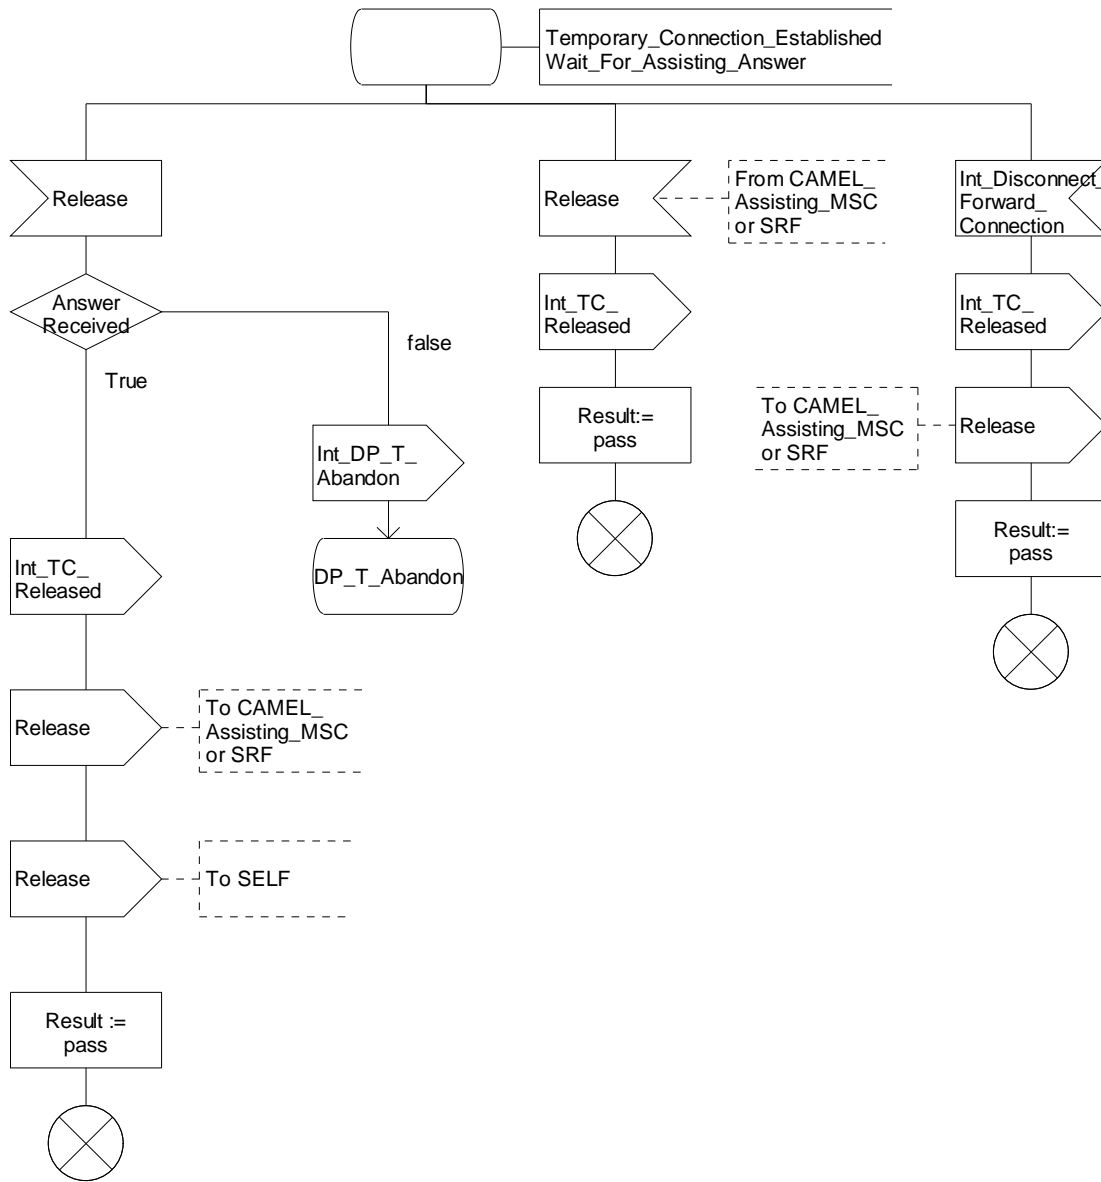 Temporary_Connection_Established
Wait_For_Assisting_Answer
Release
Release
From CAMEL_
Assisting_MSC
or SRF
Int_Disconnect_
Forward_
Connection
Answer
Received
false
True
Int_TC_
Released
Int_TC_
Released
Int_DP_T_
Abandon
Result:=
pass
To CAMEL_
Assisting_MSC
or SRF
Release
DP_T_Abandon
Result:=
pass
Int_TC_
Released
Release
To CAMEL_
Assisting_MSC
or SRF
Release
To SELF
Result :=
pass